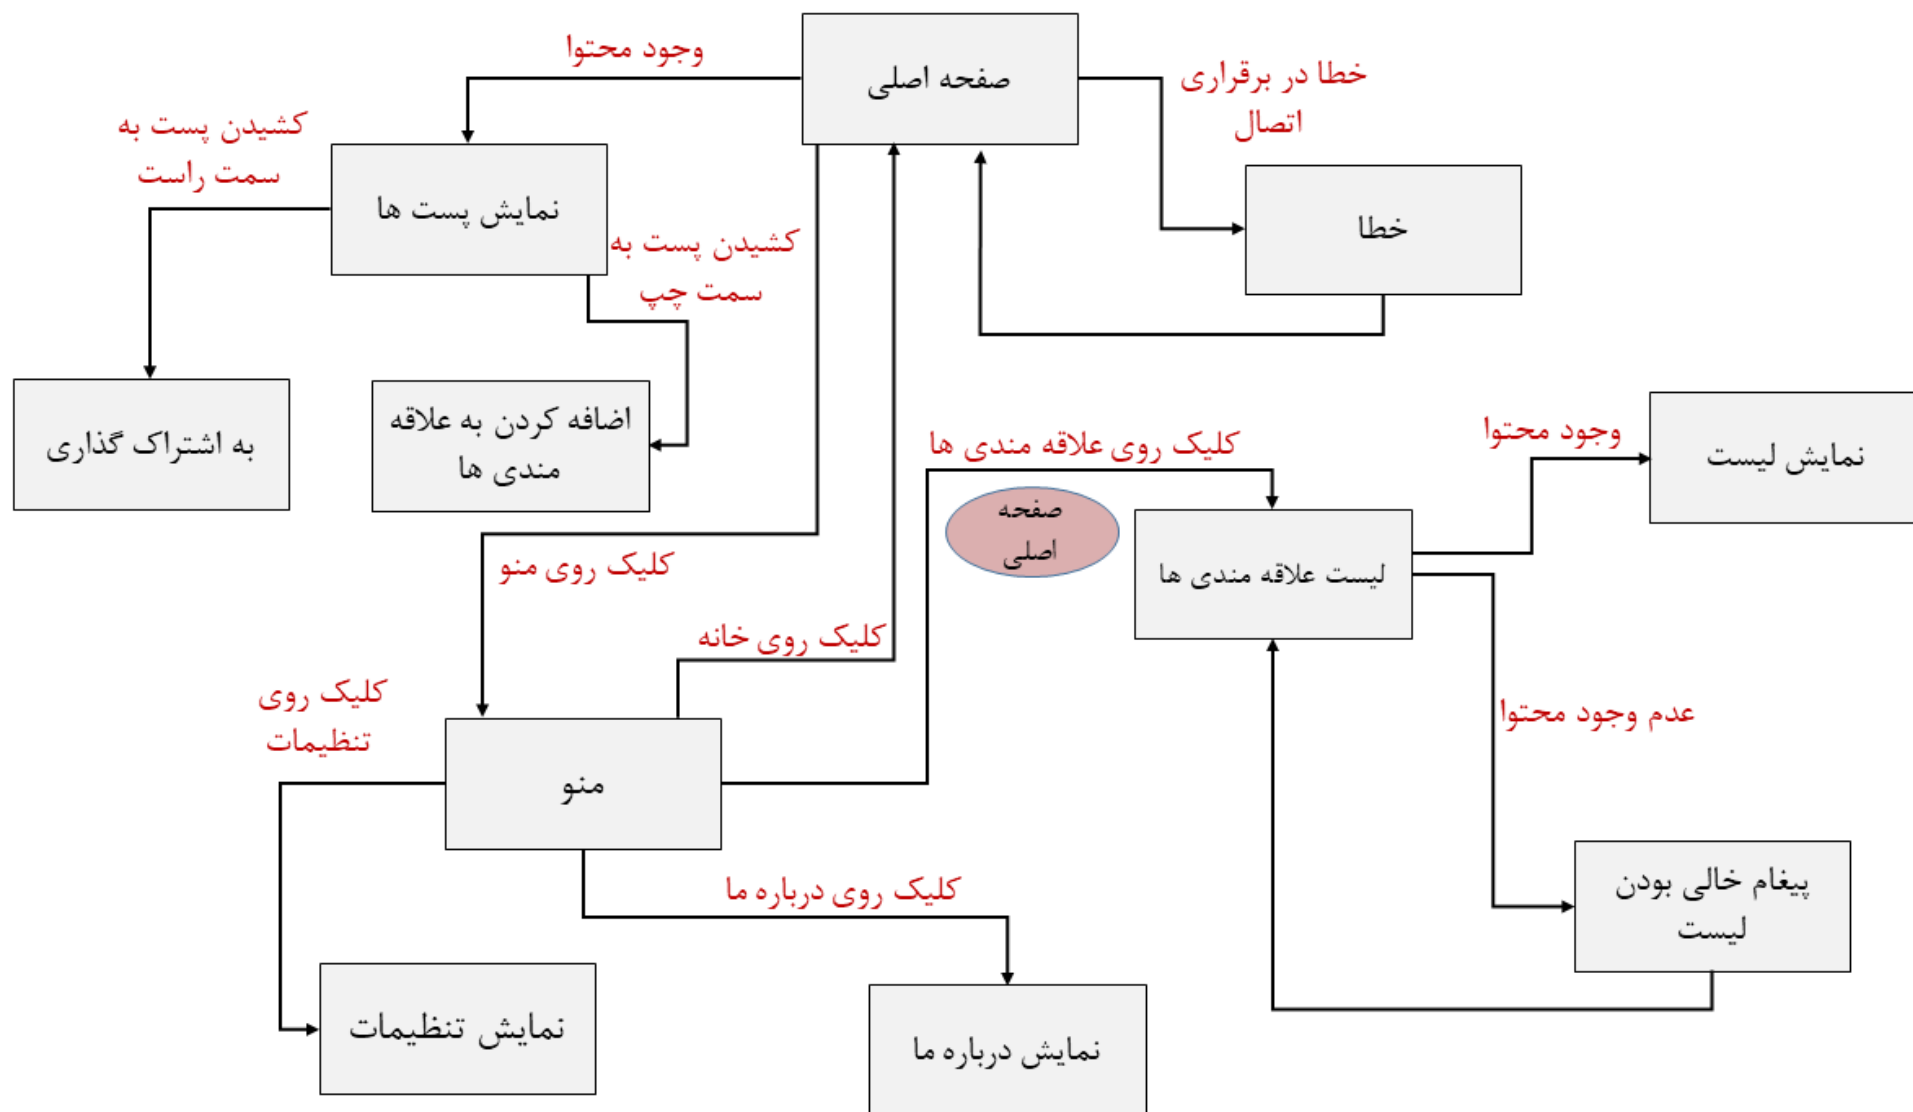 صفحه اصلی
وجود محتوا
خطا در برقراری
اتصال
کشیدن پست به
سمت راست
نمایش پست ها
خطا
کشیدن پست به
سمت چپ
به اشتراک گذاری
اضافه کردن به علاقه
مندی ها
کلیک روی علاقه مندی ها
وجود محتوا
نمایش لیست
صفحه
اصلی
لیست علاقه مندی ها
کلیک روی منو
کلیک روی خانه
کلیک روی
تنظیمات
عدم وجود محتوا
منو
کلیک روی درباره ما
پیغام خالی بودن
لیست
نمایش تنظیمات
نمایش درباره ما